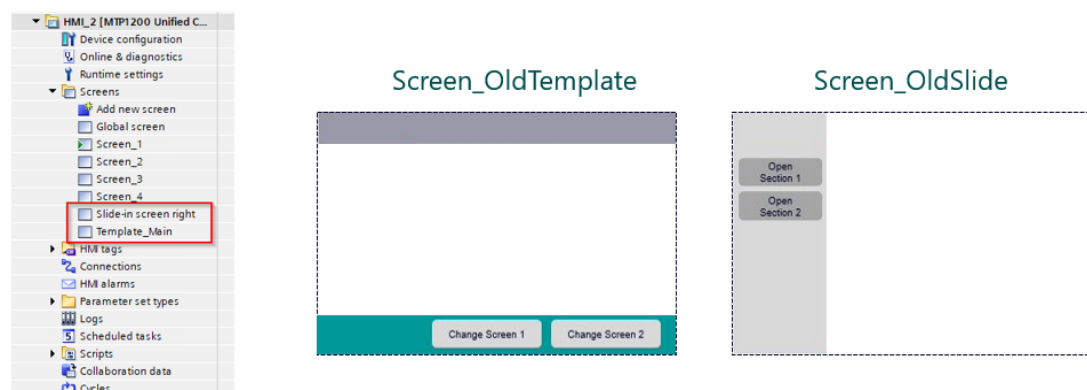 HMI_2 [MTP1200 Unified C...
Device configuration
Online & diagnostics
Runtime settings
Screens
Add new screen
Global screen
Screen_1
Screen_2
Screen_3
Screen_4
Slide-in screen right
Template_Main
HMI tags
Connections
HMI alarms
Parameter set types
Logs
Scheduled tasks
Scripts
Collaboration data
Cycles
Screen_OldTemplate
Change Screen 1
Change Screen 2
Screen_OldSlide
Open
Section 1
Open
Section 2